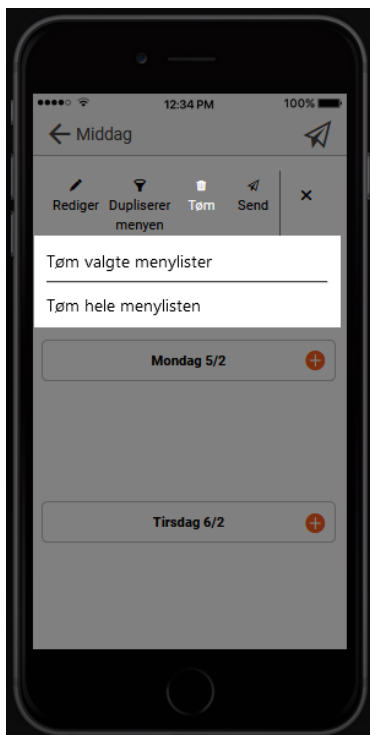 12:34 PM
100%
Middag
Rediger
Dupliserer
menyen
Tøm
Send
Tøm valgte menylister
Tøm hele menylisten
Mondag 5/2
Tirsdag 6/2